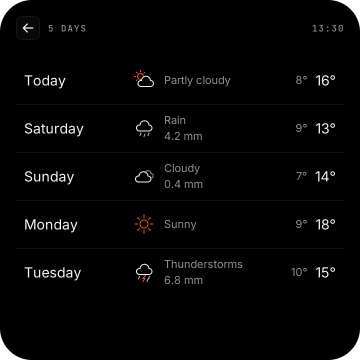 5 DAYS 13:30
Today Partly cloudy 8° 16°
Saturday Rain 4.2 mm 9° 13°
Sunday Cloudy 0.4 mm 7° 14°
Monday Sunny 9° 18°
Tuesday Thunderstorms 6.8 mm 10° 15°